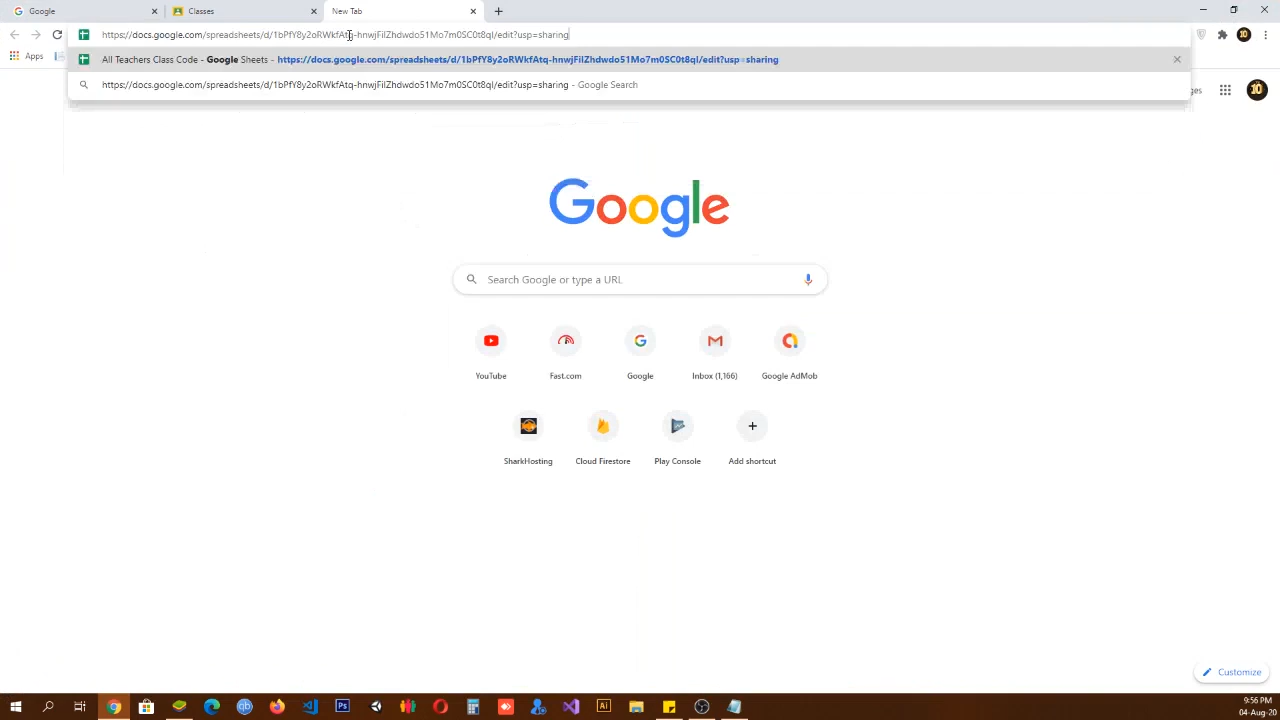 Google
Classes
New Tab
https://docs.google.com/spreadsheets/d/1bPfY8y2oRWkfAtq-hnwjFilZhdwdo51Mo7m0SC0t8qI/edit?usp=sharing
Apps
All Teachers Class Code - Google Sheets - https://docs.google.com/spreadsheets/d/1bPfY8y2oRWkfAtq-hnwjFilZhdwdo51Mo7m0SC0t8qI/edit?usp=sharing
https://docs.google.com/spreadsheets/d/1bPfY8y2oRWkfAtq-hnwjFilZhdwdo51Mo7m0SC0t8qI/edit?usp=sharing - Google Search
Google
Search Google or type a URL
YouTube
Fast.com
Google
Inbox (1,166)
Google AdMob
SharkHosting
Cloud Firestore
Play Console
Add shortcut
Customize
9:56 PM
04-Aug-20